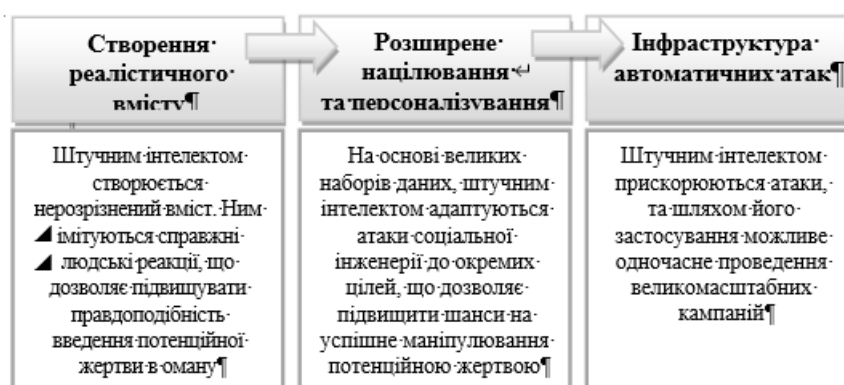 Створення
реалістичного
вмісту¶
Розширене
націлювання↵
та персоналізування¶
Інфраструктура
автоматичних атак¶
Штучним інтелектом
створюється
нерозрізнений вміст. Ним
імітуються справжні
людські реакції, що
дозволяє підвищувати
правдоподібність
введення потенційної
жертви в оману¶
На основі великих
наборів даних, штучним
інтелектом адаптуються
атаки соціальної
інженерії до окремих
цілей, що дозволяє
підвищити шанси на
успішне маніпулювання
потенційною жертвою¶
Штучним інтелектом
прискорюються атаки,
та шляхом його
застосування можливе
одночасне проведення
великомасштабних
кампаній¶